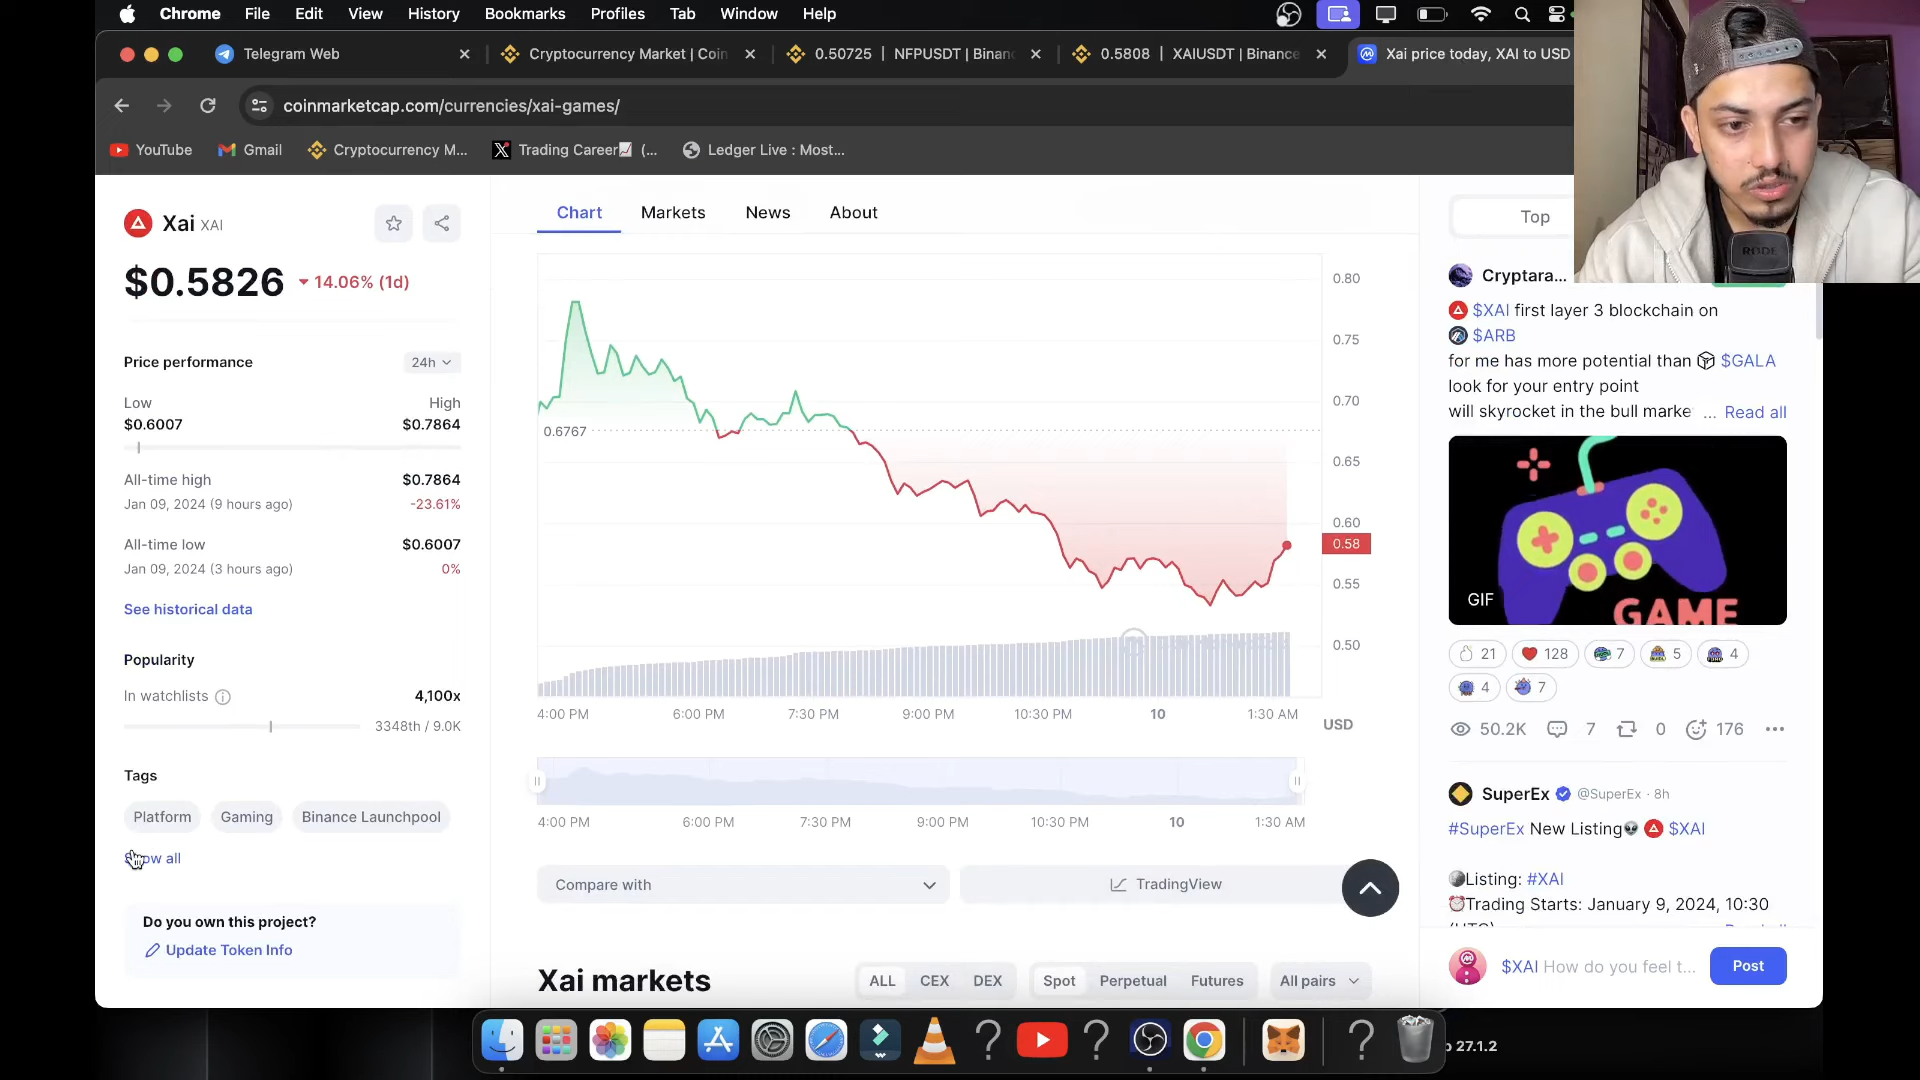 Chrome File Edit View History Bookmarks Profiles Tab Window Help
Telegram Web
Cryptocurrency Market | Coin
0.50725 | NFPUSDT | Binan
0.5808 | XAIUSDT | Binance
Xai price today, XAI to USD
coinmarketcap.com/currencies/xai-games/
YouTube Gmail Cryptocurrency M... Trading Career📈 (... Ledger Live : Most...
RODE
Xai XAI
$0.5826 14.06% (1d)
Price performance 24h
Low High
$0.6007 $0.7864
All-time high $0.7864
Jan 09, 2024 (9 hours ago) -23.61%
All-time low $0.6007
Jan 09, 2024 (3 hours ago) 0%
See historical data
Popularity
In watchlists 4,100x
3348th / 9.0K
Tags
Platform Gaming Binance Launchpool
Show all
Do you own this project?
Update Token Info
Chart Markets News About
0.80
0.75
0.70
0.6767
0.65
0.60
0.58
0.55
0.50
4:00 PM 6:00 PM 7:30 PM 9:00 PM 10:30 PM 10 1:30 AM
USD
4:00 PM 6:00 PM 7:30 PM 9:00 PM 10:30 PM 10 1:30 AM
Compare with TradingView
Xai markets ALL CEX DEX Spot Perpetual Futures All pairs
Top
Cryptara...
$XAI first layer 3 blockchain on
$ARB
for me has more potential than $GALA
look for your entry point
will skyrocket in the bull marke ... Read all
GIF
GAME
21 128 7 5 4
4 7
50.2K 7 0 176
SuperEx @SuperEx · 8h
#SuperEx New Listing👽 $XAI
🌚Listing: #XAI
⏰Trading Starts: January 9, 2024, 10:30
$XAI How do you feel t... Post
27.1.2